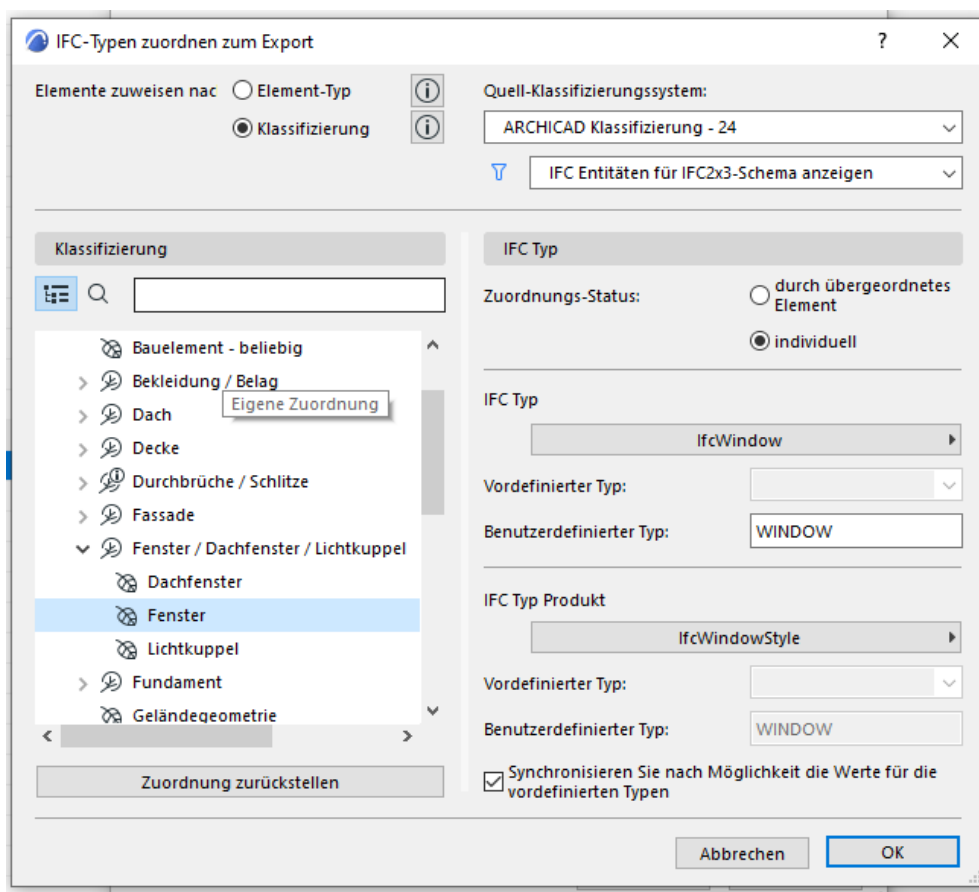 IFC-Typen zuordnen zum Export
?
Elemente zuweisen nac
Element-Typ
Klassifizierung
Quell-Klassifizierungssystem:
ARCHICAD Klassifizierung - 24
IFC Entitäten für IFC2x3-Schema anzeigen
Klassifizierung
Bauelement - beliebig
Bekleidung / Belag
Eigene Zuordnung
Dach
Decke
Durchbrüche / Schlitze
Fassade
Fenster / Dachfenster / Lichtkuppel
Dachfenster
Fenster
Lichtkuppel
Fundament
Geländegeometrie
Zuordnung zurückstellen
IFC Typ
Zuordnungs-Status:
durch übergeordnetes
Element
individuell
IFC Typ
IfcWindow
Vordefinierter Typ:
Benutzerdefinierter Typ:
WINDOW
IFC Typ Produkt
IfcWindowStyle
Vordefinierter Typ:
Benutzerdefinierter Typ:
WINDOW
Synchronisieren Sie nach Möglichkeit die Werte für die
vordefinierten Typen
Abbrechen
OK